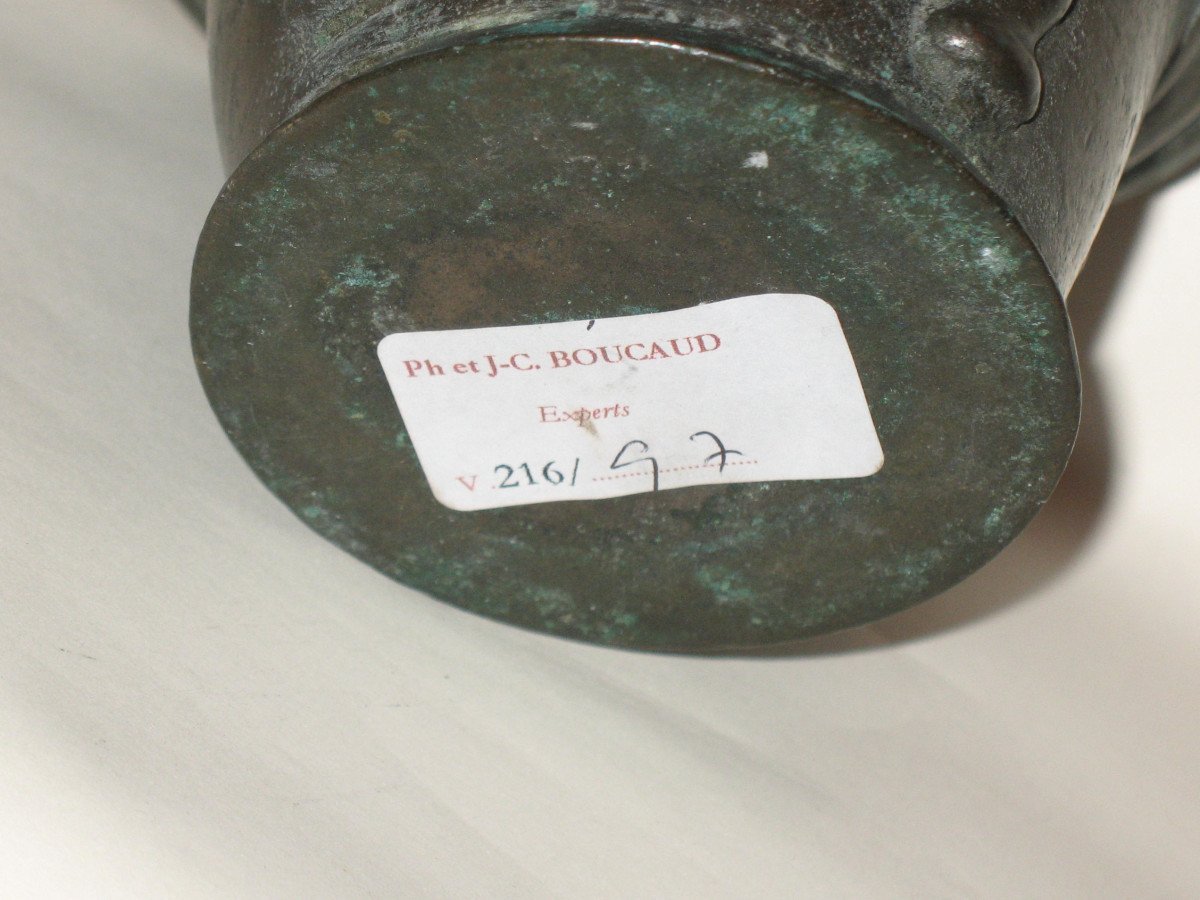 Ph et J-C. BOUCAUD
Experts
V .216/ 97